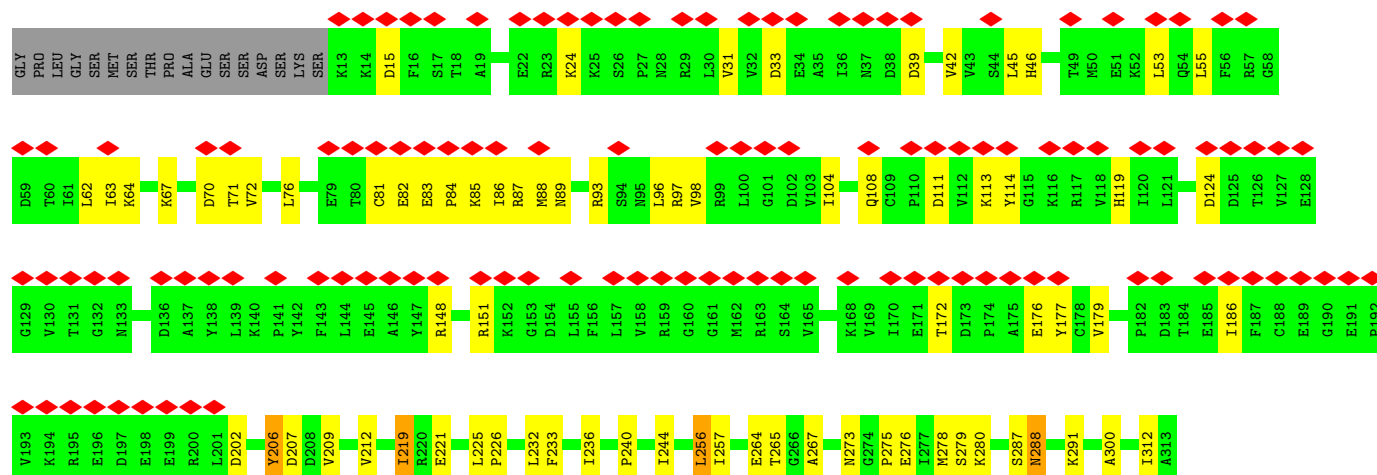 GLY PRO LEU GLY SER MET SER THR PRO ALA GLU SER SER ASP SER LYS SER K13 K14 D15 F16 S17 T18 A19 E22 R23 K24 K25 S26 P27 N28 R29 L30 V31 V32 D33 E34 A35 I36 N37 D38 D39 V42 V43 S44 L45 H46 T49 M50 E51 K52 L53 Q54 L55 F56 R57 G58
D59 T60 I61 L62 I63 K64 K67 D70 T71 V72 L76 E79 T80 C81 E82 E83 P84 K85 I86 R87 M88 N89 R93 S94 N95 L96 R97 V98 R99 L100 G101 D102 V103 I104 Q108 C109 P110 D111 V112 K113 Y114 G115 K116 R117 V118 H119 I120 L121 D124 D125 T126 V127 E128
G129 V130 T131 G132 N133 D136 A137 Y138 L139 K140 P141 Y142 F143 L144 E145 A146 Y147 R148 R151 K152 G153 D154 L155 F156 L157 V158 R159 G160 G161 M162 R163 S164 V165 K168 V169 I170 E171 T172 D173 P174 A175 E176 Y177 C178 V179 P182 D183 T184 E185 I186 F187 C188 E189 G190 E191 P192
V193 K194 R195 E196 D197 E198 E199 R200 L201 D202 Y206 D207 D208 V209 V212 I219 R220 E221 L225 P226 L232 F233 I236 P240 I244 L256 I257 E264 T265 G266 A267 N273 G274 P275 E276 I277 M278 S279 K280 S287 N288 K291 A300 I312 A313